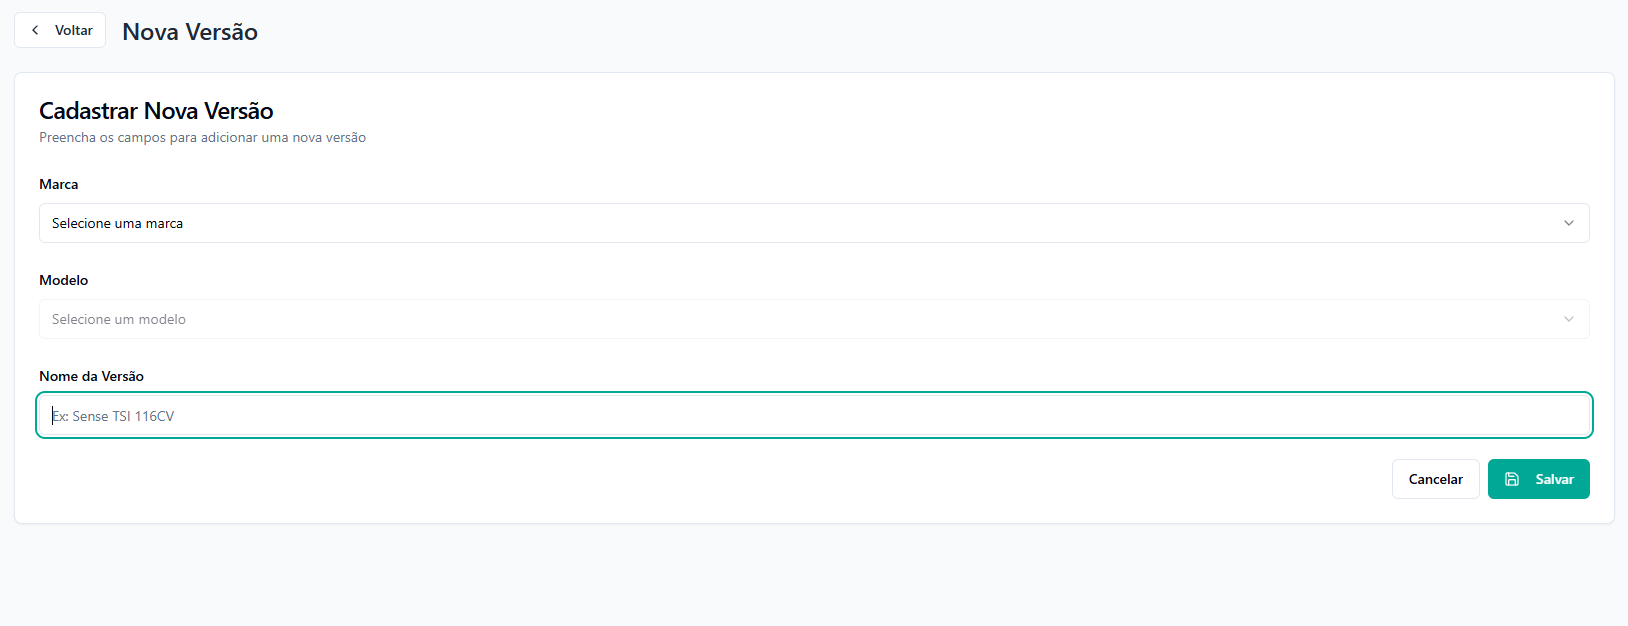 Voltar Nova Versão
Cadastrar Nova Versão
Preencha os campos para adicionar uma nova versão
Marca
Selecione uma marca
Modelo
Selecione um modelo
Nome da Versão
Ex: Sense TSI 116CV
Cancelar Salvar